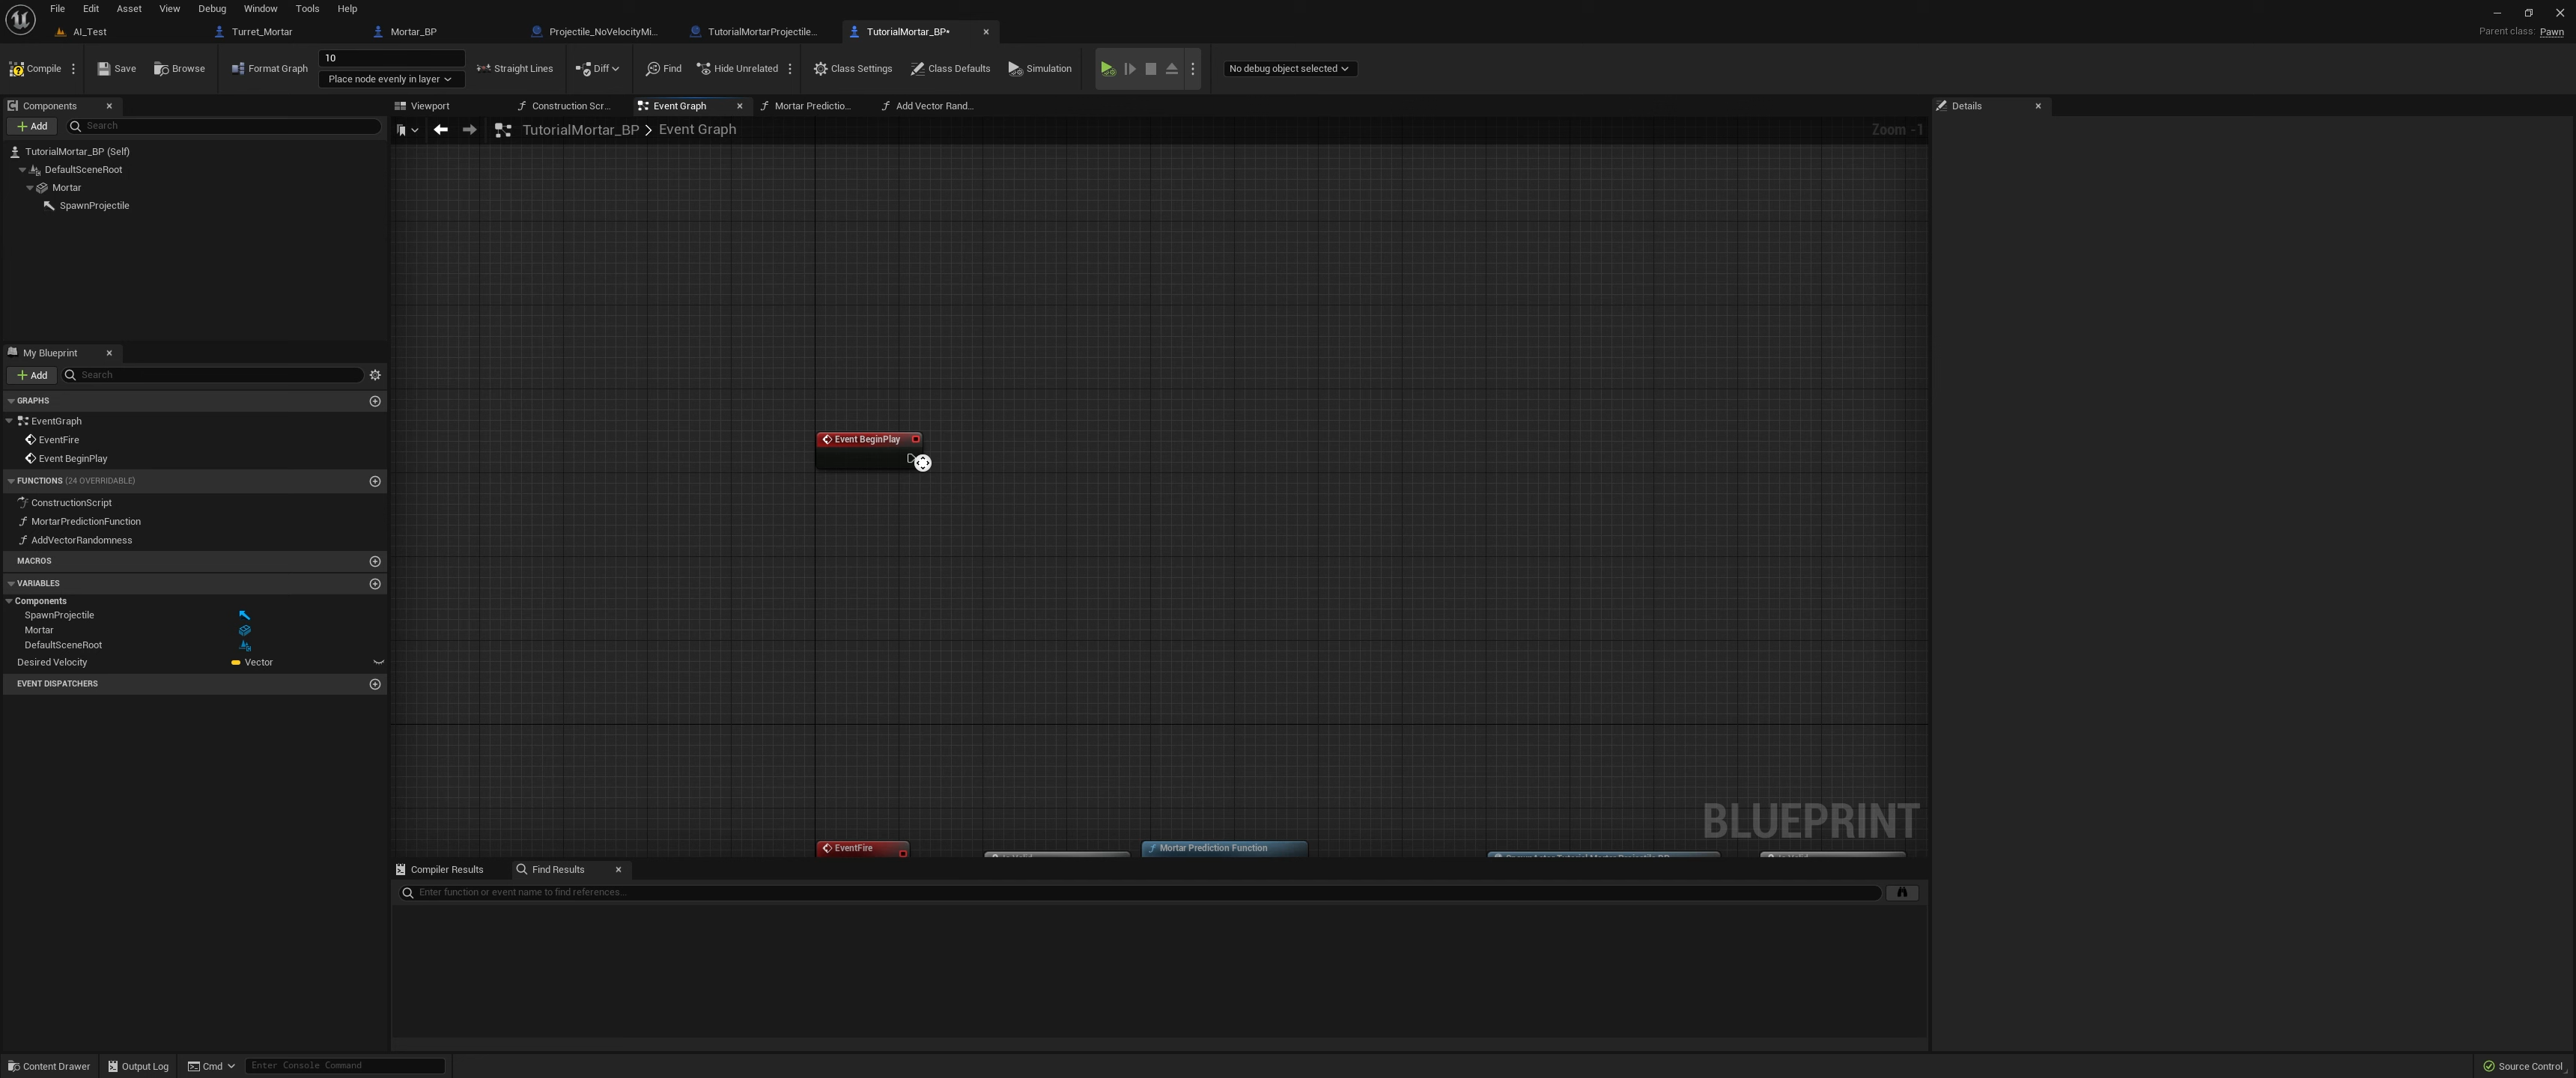 File Edit Asset View Debug Window Tools Help
AI_Test Turret_Mortar Mortar_BP Projectile_NoVelocityMi... TutorialMortarProjectile... TutorialMortar_BP*
Parent class: Pawn
Compile Save Browse Format Graph 10 Straight Lines Diff Find Hide Unrelated Class Settings Class Defaults Simulation No debug object selected
Place node evenly in layer
Components
Add Search
TutorialMortar_BP (Self)
DefaultSceneRoot
Mortar
SpawnProjectile
My Blueprint
Add Search
GRAPHS
EventGraph
EventFire
Event BeginPlay
FUNCTIONS (24 OVERRIDABLE)
ConstructionScript
MortarPredictionFunction
AddVectorRandomness
MACROS
VARIABLES
Components
SpawnProjectile
Mortar
DefaultSceneRoot
Desired Velocity Vector
EVENT DISPATCHERS
Viewport Construction Scr... Event Graph Mortar Predictio... Add Vector Rand...
TutorialMortar_BP > Event Graph
Zoom -1
Event BeginPlay
BLUEPRINT
EventFire
Mortar Prediction Function
Compiler Results Find Results
Enter function or event name to find references...
Details
Content Drawer Output Log Cmd Enter Console Command
Source Control